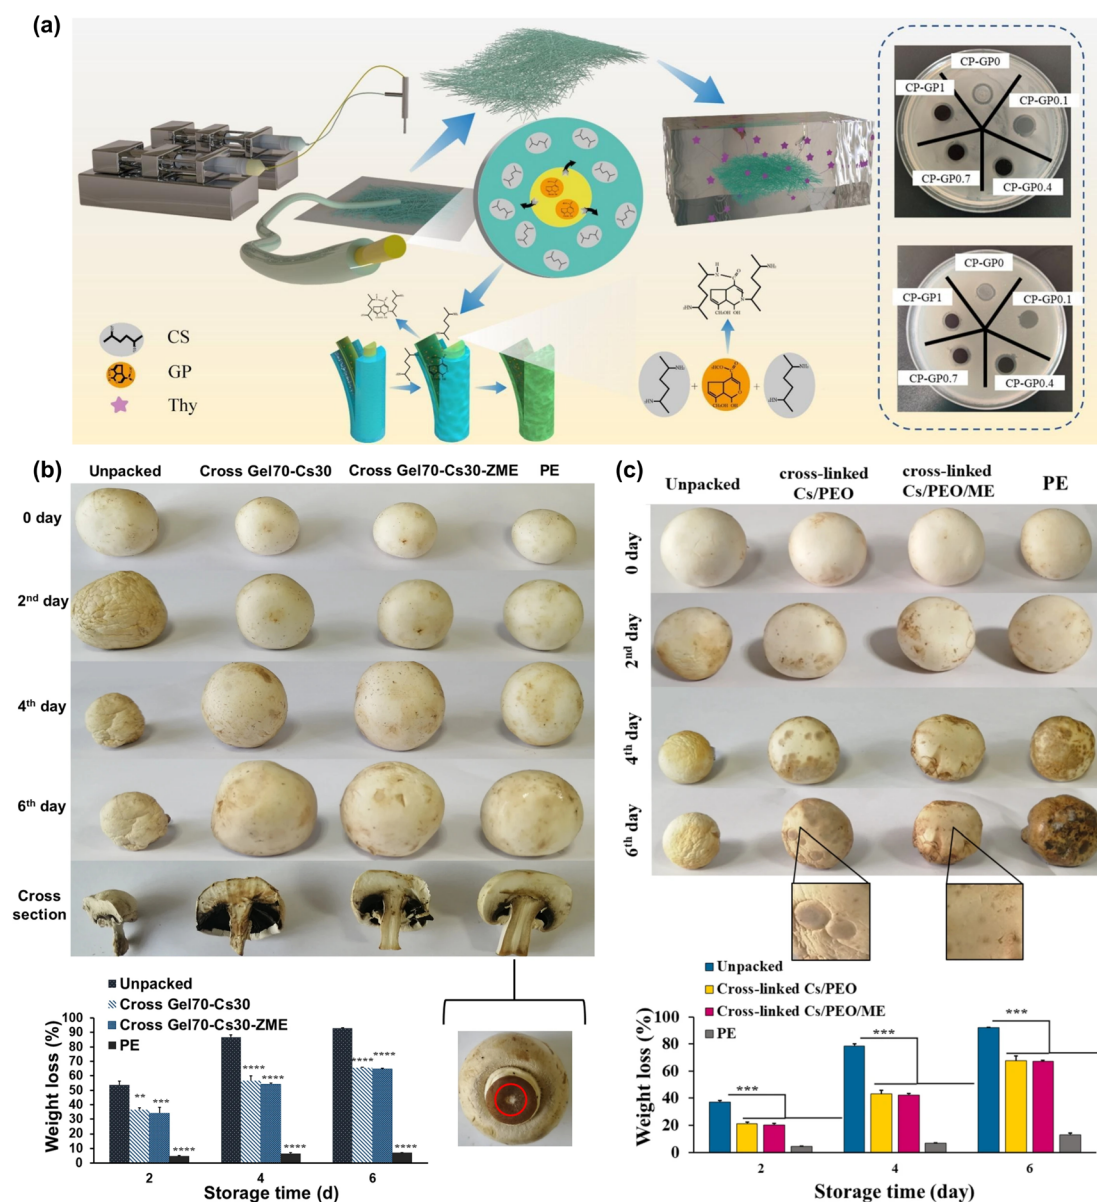 (a)
CP-GP0
CP-GP1
CP-GP0.1
CP-GP0.7
CP-GP0.4
CP-GP0
CP-GP1
CP-GP0.1
CP-GP0.7
CP-GP0.4
CS
GP
Thy
+ +
(b)
Unpacked Cross Gel70-Cs30 Cross Gel70-Cs30-ZME PE
0 day
2nd day
4th day
6th day
Cross
section
Unpacked
Cross Gel70-Cs30
Cross Gel70-Cs30-ZME
PE
Weight loss (%)
100
90
80
70
60
50
40
30
20
10
0
** *** ****
**** **** ****
**** **** ****
2 4 6
Storage time (d)
(c)
Unpacked
cross-linked
Cs/PEO
cross-linked
Cs/PEO/ME
PE
0 day
2nd day
4th day
6th day
Unpacked
Cross-linked Cs/PEO
Cross-linked Cs/PEO/ME
PE
Weight loss (%)
100
80
60
40
20
0
***
***
***
2 4 6
Storage time (day)